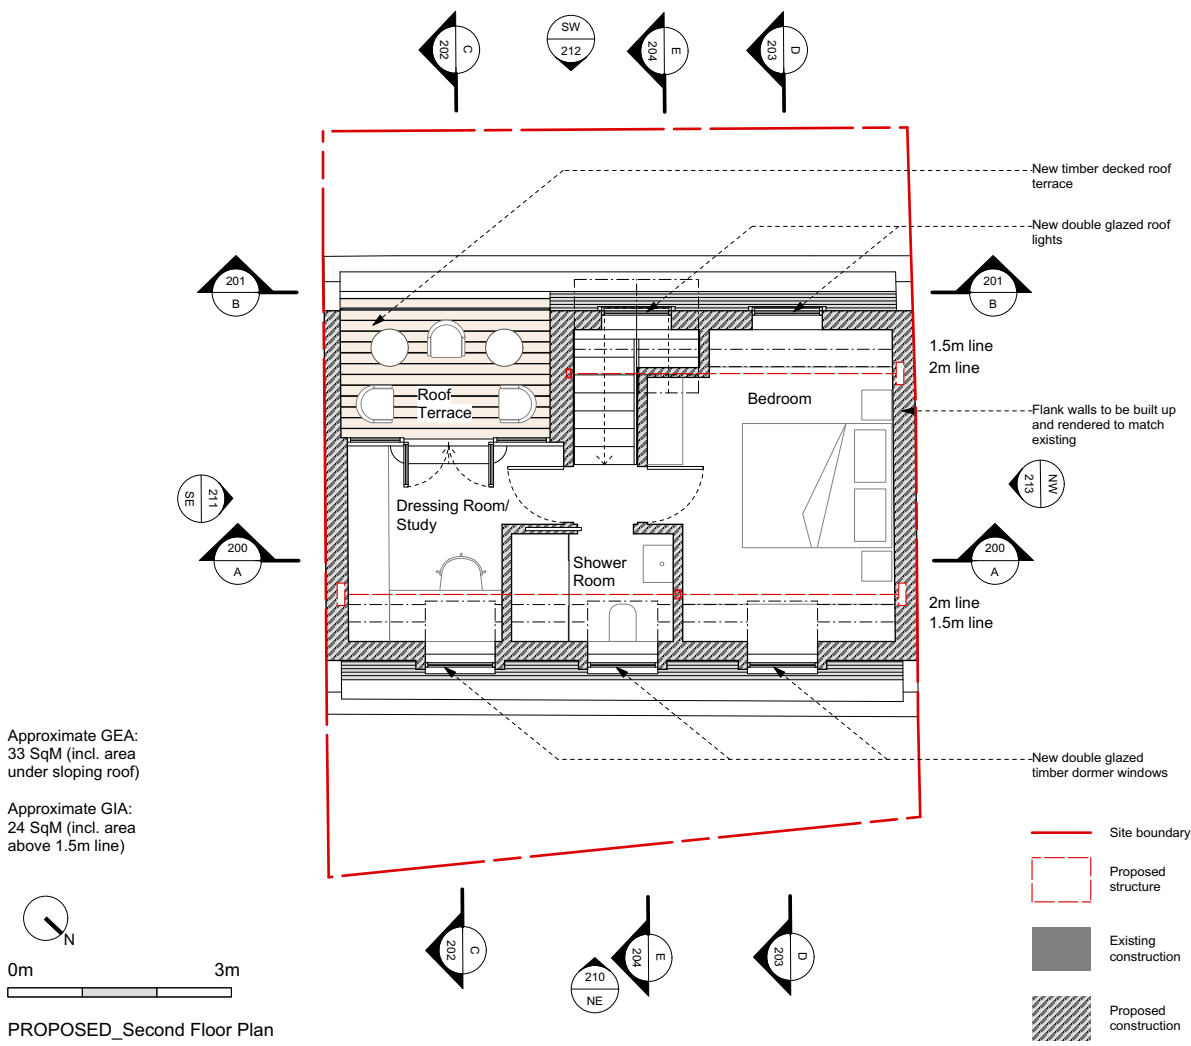 C
202
SW
212
E
204
D
203
New timber decked roof
terrace
New double glazed roof
lights
201
B
201
B
1.5m line
2m line
Roof
Terrace
Bedroom
Flank walls to be built up
and rendered to match
existing
211
SE
NW
213
Dressing Room/
Study
200
A
200
A
Shower
Room
2m line
1.5m line
Approximate GEA:
33 SqM (incl. area
under sloping roof)
New double glazed
timber dormer windows
Approximate GIA:
24 SqM (incl. area
above 1.5m line)
Site boundary
Proposed
structure
N
C
202
E
204
D
203
210
NE
Existing
construction
0m
3m
Proposed
construction
PROPOSED_Second Floor Plan